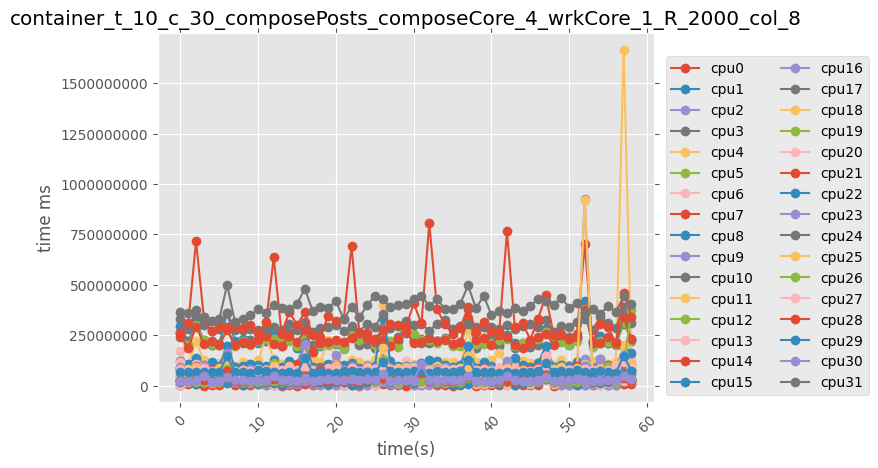 container_t_10_c_30_composePosts_composeCore_4_wrkCore_1_R_2000_col_8
1500000000
1250000000
1000000000
750000000
500000000
250000000
0
time ms
0 10 20 30 40 50 60
time(s)
cpu0 cpu16
cpu1 cpu17
cpu2 cpu18
cpu3 cpu19
cpu4 cpu20
cpu5 cpu21
cpu6 cpu22
cpu7 cpu23
cpu8 cpu24
cpu9 cpu25
cpu10 cpu26
cpu11 cpu27
cpu12 cpu28
cpu13 cpu29
cpu14 cpu30
cpu15 cpu31